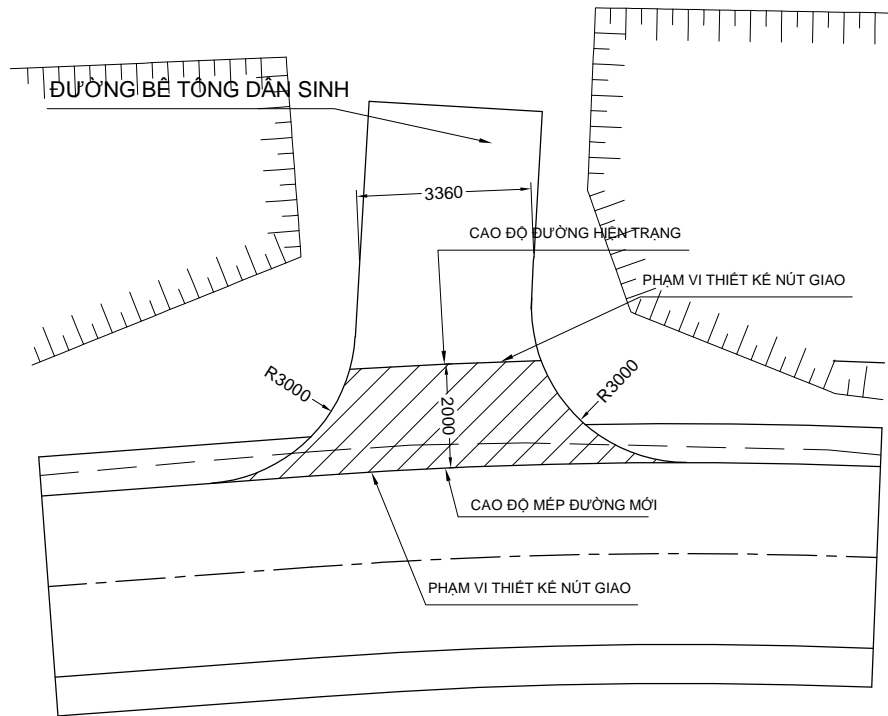 ĐƯỜNG BÊ TÔNG DÂN SINH
3360
CAO ĐỘ ĐƯỜNG HIỆN TRẠNG
PHẠM VI THIẾT KẾ NÚT GIAO
R3000
2000
R3000
CAO ĐỘ MÉP ĐƯỜNG MỚI
PHẠM VI THIẾT KẾ NÚT GIAO